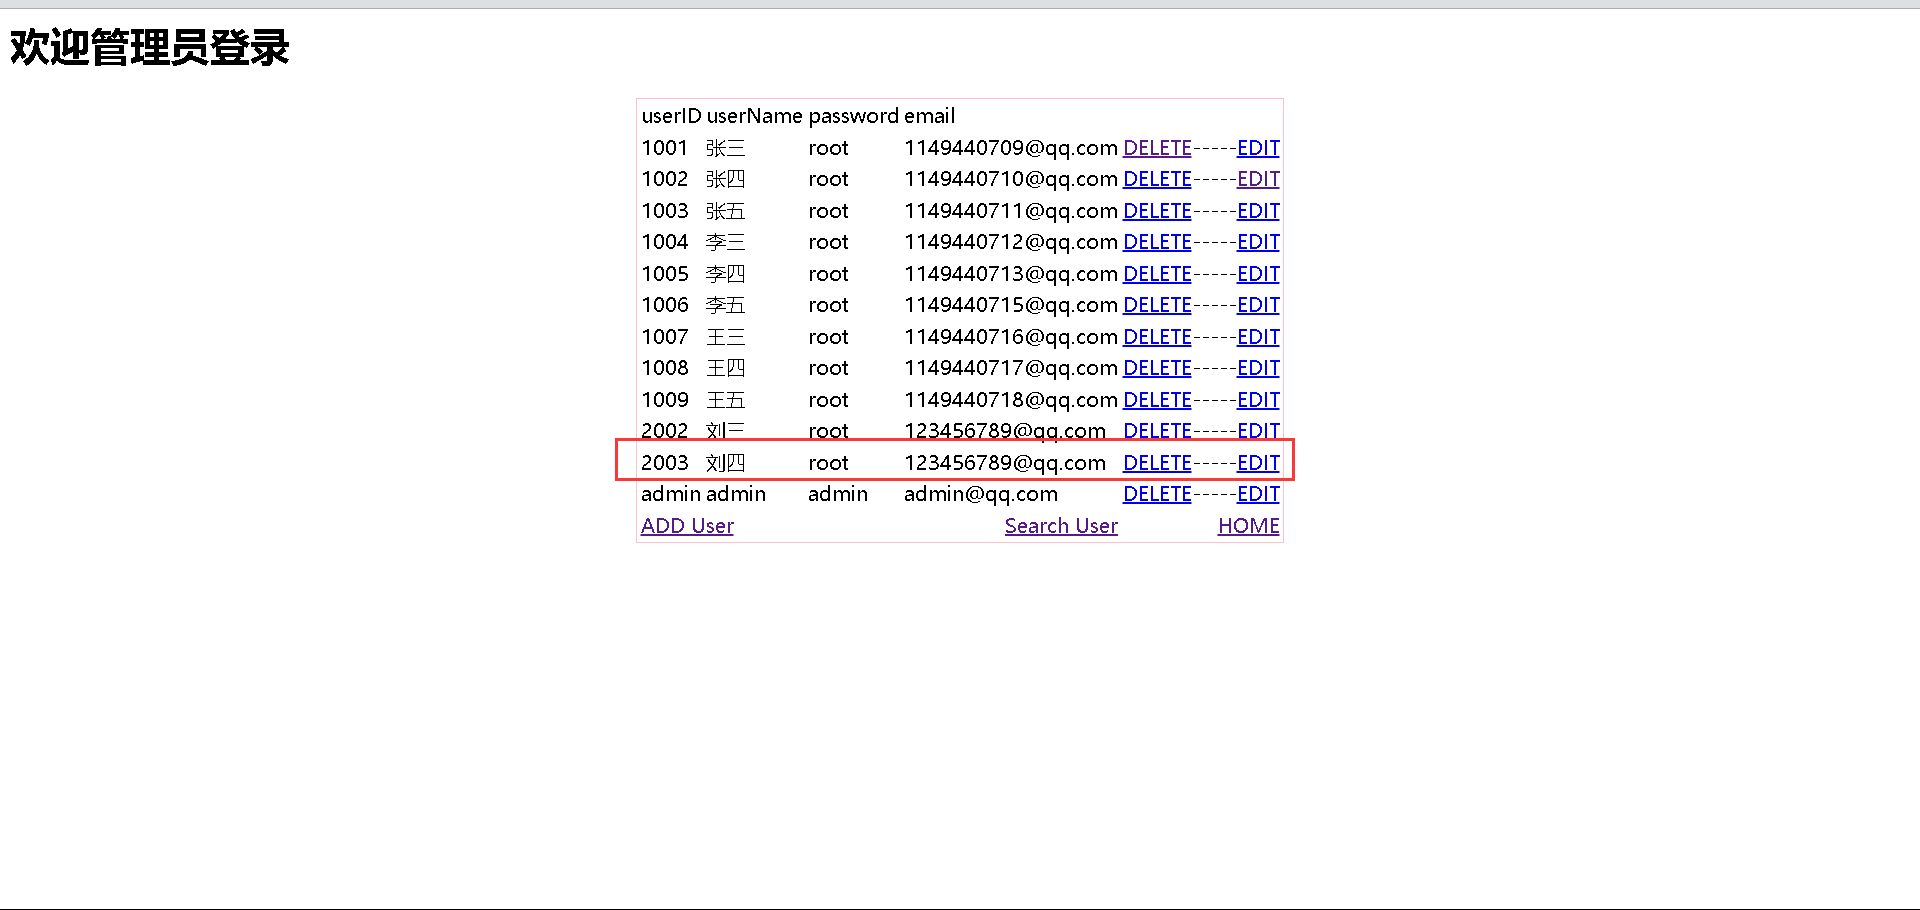 欢迎管理员登录
userID userName password email
1001 张三 root 1149440709@qq.com DELETE-----EDIT
1002 张四 root 1149440710@qq.com DELETE-----EDIT
1003 张五 root 1149440711@qq.com DELETE-----EDIT
1004 李三 root 1149440712@qq.com DELETE-----EDIT
1005 李四 root 1149440713@qq.com DELETE-----EDIT
1006 李五 root 1149440715@qq.com DELETE-----EDIT
1007 王三 root 1149440716@qq.com DELETE-----EDIT
1008 王四 root 1149440717@qq.com DELETE-----EDIT
1009 王五 root 1149440718@qq.com DELETE-----EDIT
2002 刘三 root 123456789@qq.com DELETE-----EDIT
2003 刘四 root 123456789@qq.com DELETE-----EDIT
admin admin admin admin@qq.com DELETE-----EDIT
ADD User Search User HOME